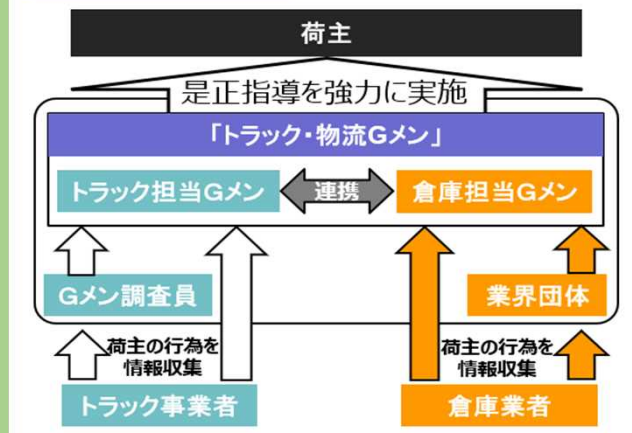 荷主
是正指導を強力に実施
「トラック・物流Gメン」
トラック担当Gメン
連携
倉庫担当Gメン
Gメン調査員
業界団体
荷主の行為を
情報収集
荷主の行為を
情報収集
トラック事業者
倉庫業者